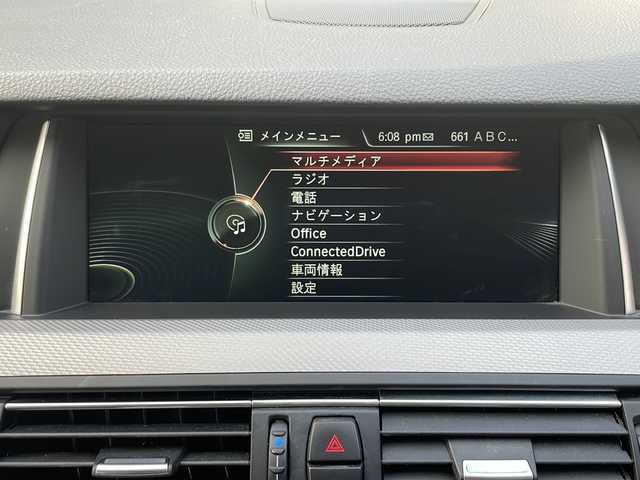 メインメニュー 6:08 pm 661 ABC...
マルチメディア
ラジオ
電話
ナビゲーション
Office
ConnectedDrive
車両情報
設定